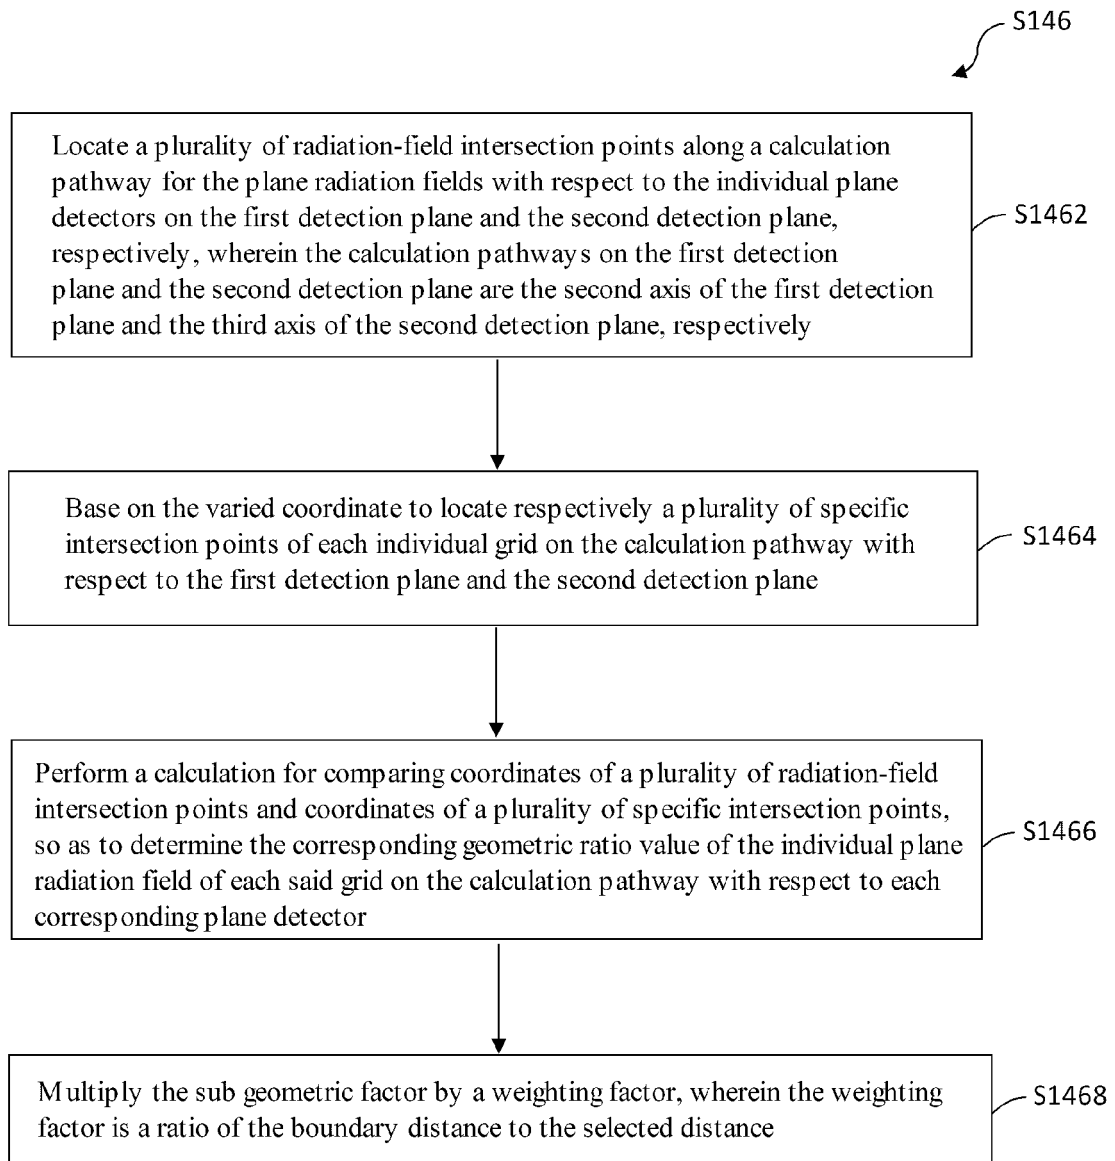 S146
Locate a plurality of radiation-field intersection points along a calculation
pathway for the plane radiation fields with respect to the individual plane
detectors on the first detection plane and the second detection plane,
respectively, wherein the calculation pathways on the first detection
plane and the second detection plane are the second axis of the first detection
plane and the third axis of the second detection plane, respectively
S1462
Base on the varied coordinate to locate respectively a plurality of specific
intersection points of each individual grid on the calculation pathway with
respect to the first detection plane and the second detection plane
S1464
Perform a calculation for comparing coordinates of a plurality of radiation-field
intersection points and coordinates of a plurality of specific intersection points,
so as to determine the corresponding geometric ratio value of the individual plane
radiation field of each said grid on the calculation pathway with respect to each
corresponding plane detector
S1466
Multiply the sub geometric factor by a weighting factor, wherein the weighting
factor is a ratio of the boundary distance to the selected distance
S1468